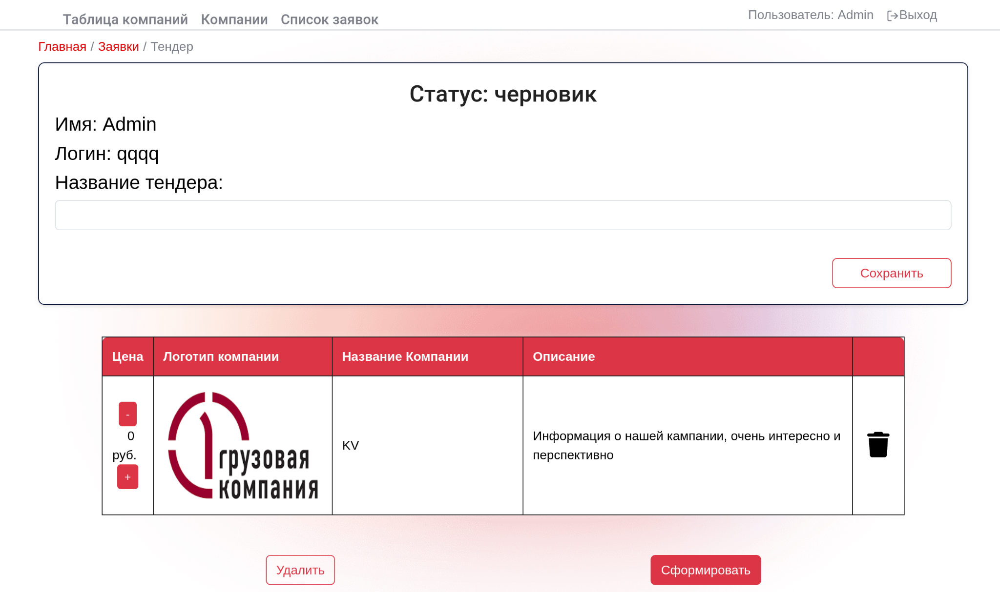 Таблица компаний Компании Список заявок Пользователь: Admin Выход
Главная / Заявки / Тендер
Статус: черновик
Имя: Admin
Логин: qqqq
Название тендера:
Сохранить
Цена Логотип компании Название Компании Описание
-
0
руб.
+
грузовая
компания
KV
Информация о нашей кампании, очень интересно и
перспективно
Удалить Сформировать